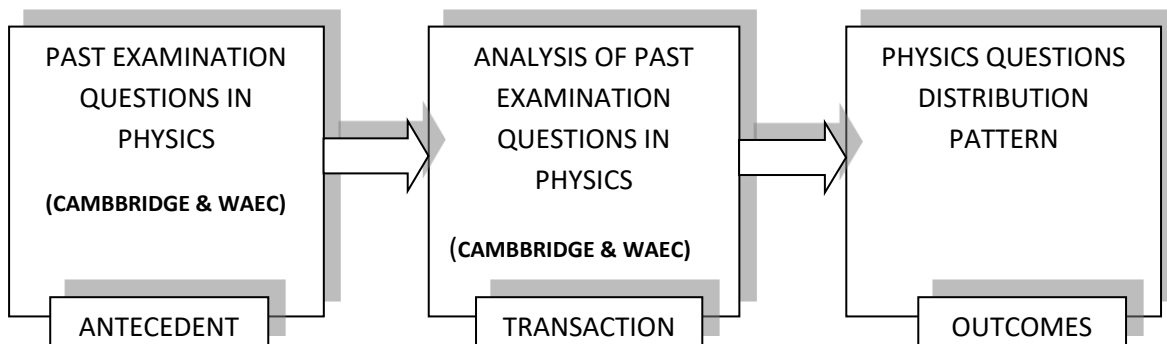 PAST EXAMINATION
QUESTIONS IN
PHYSICS
(CAMBBRIDGE & WAEC)
ANTECEDENT
ANALYSIS OF PAST
EXAMINATION
QUESTIONS IN
PHYSICS
(CAMBBRIDGE & WAEC)
TRANSACTION
PHYSICS QUESTIONS
DISTRIBUTION
PATTERN
OUTCOMES